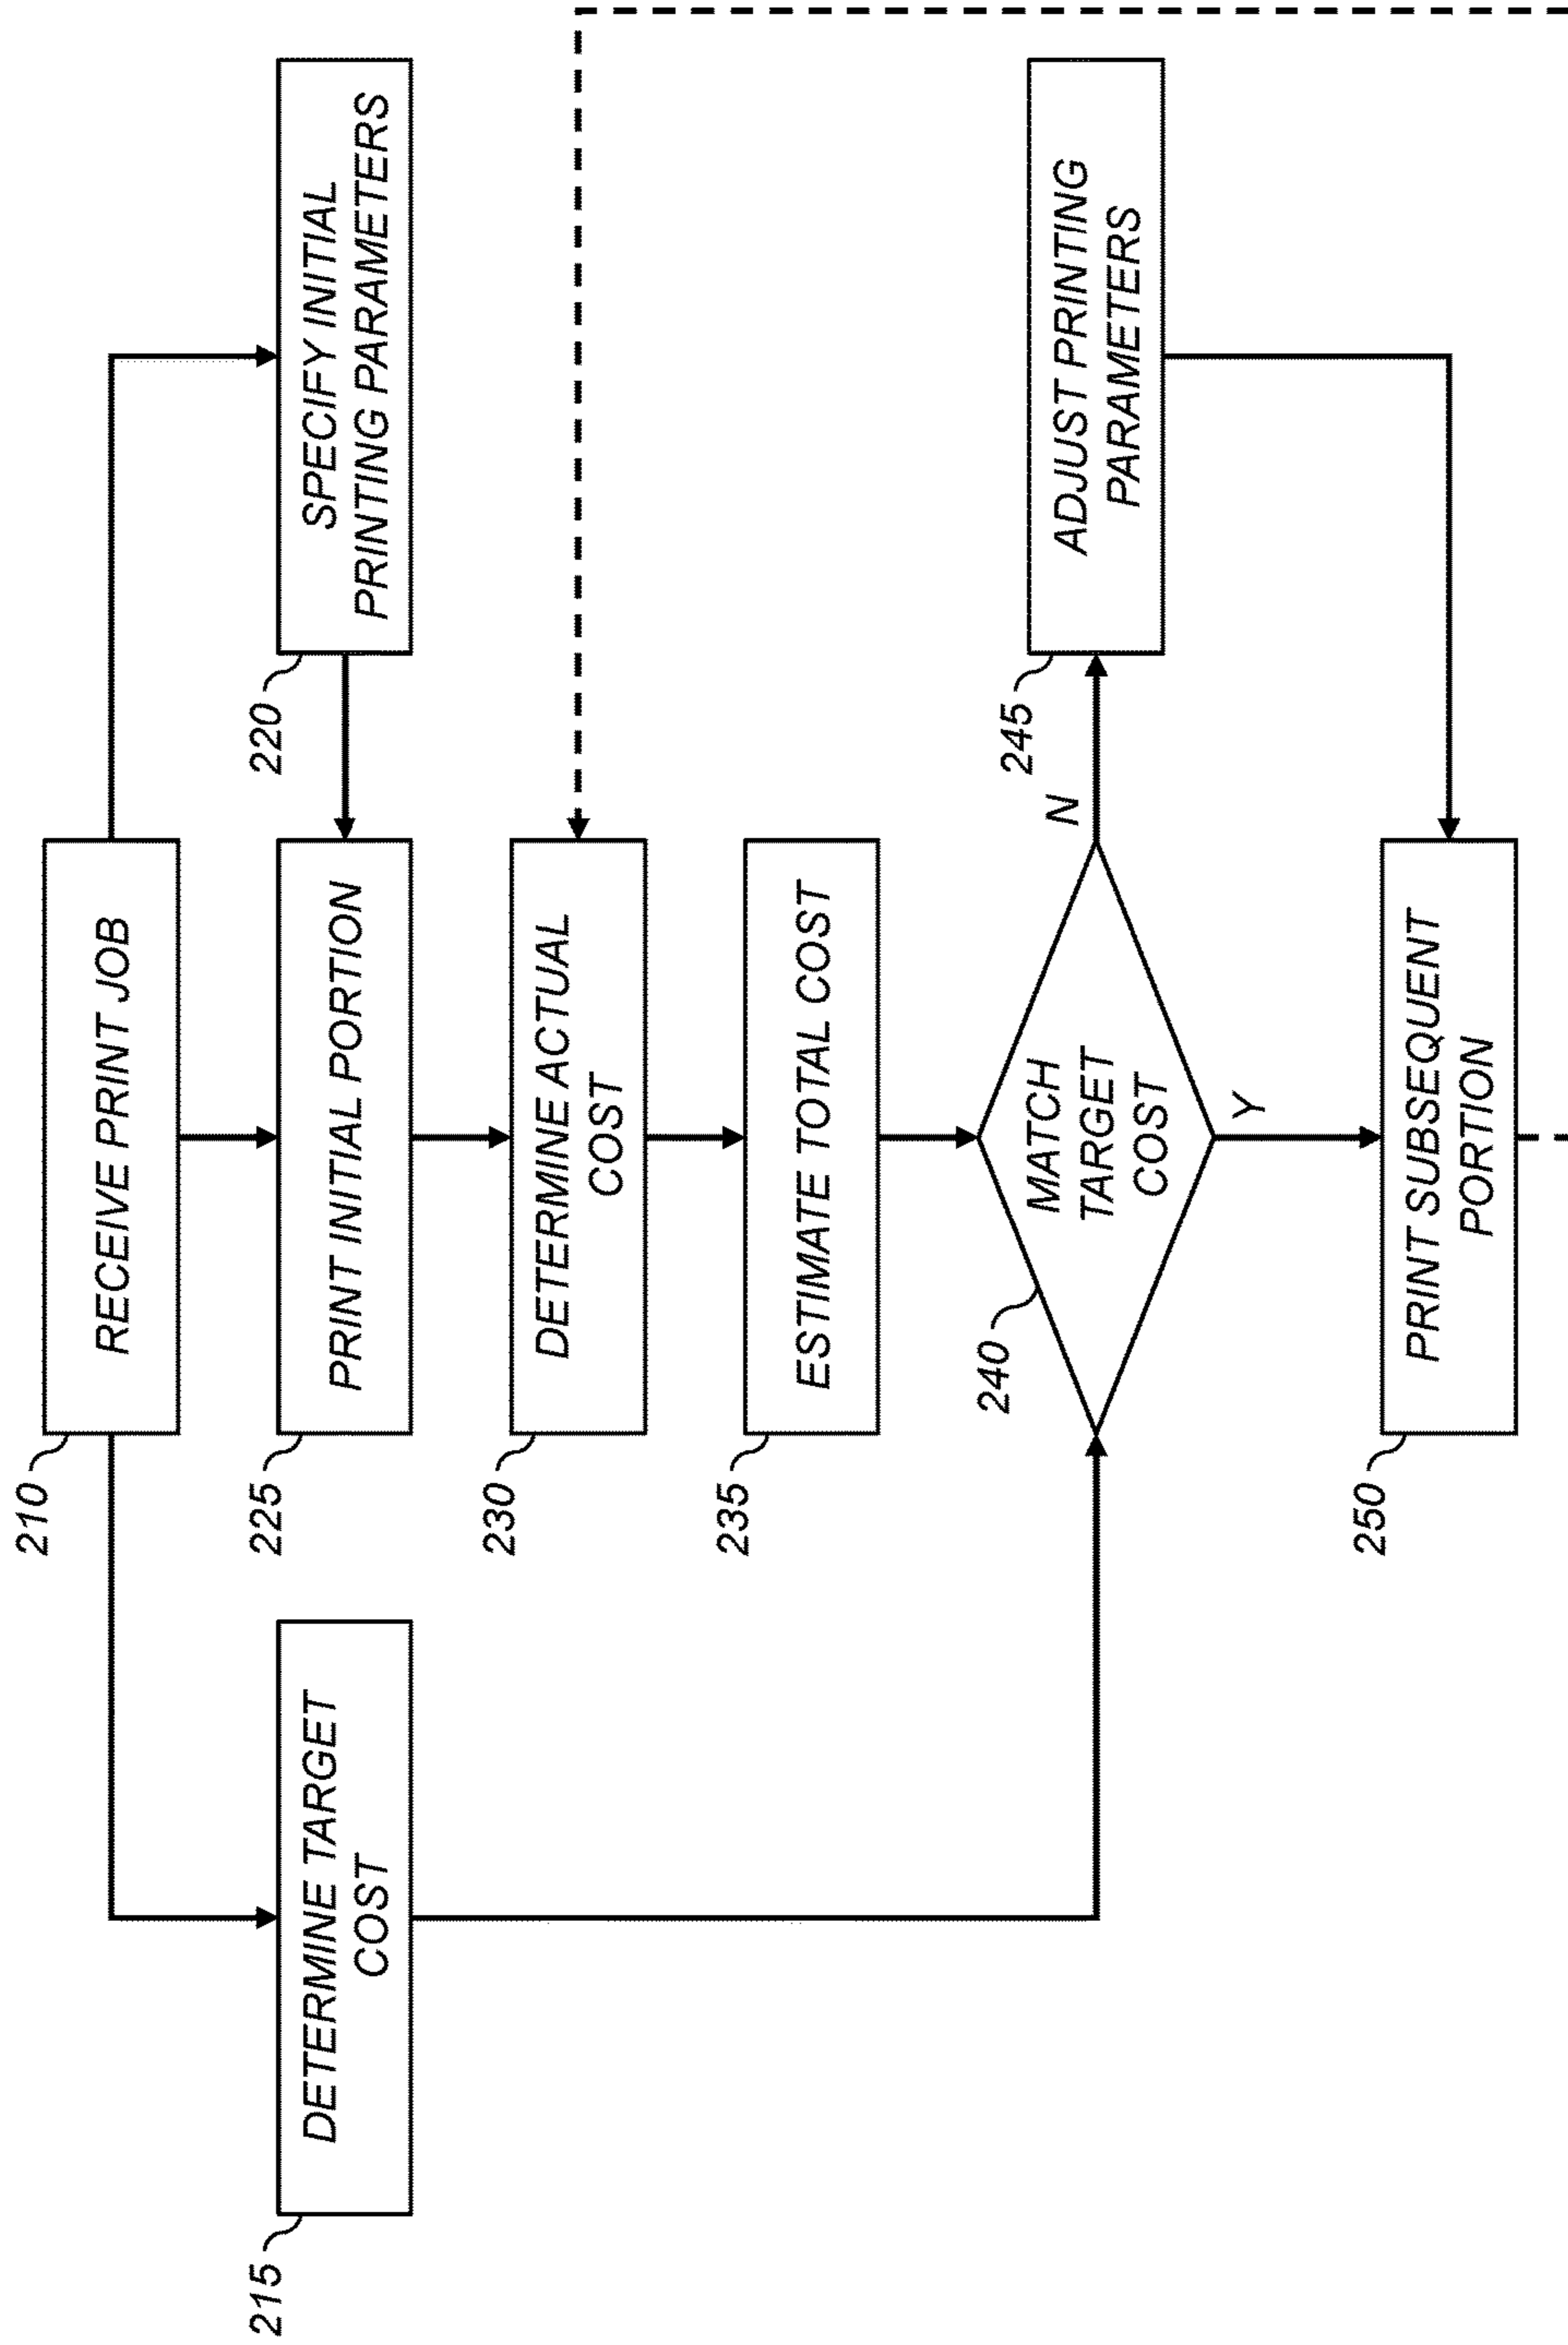 210
RECEIVE PRINT JOB
215
DETERMINE TARGET
COST
225
PRINT INITIAL PORTION
220
SPECIFY INITIAL
PRINTING PARAMETERS
230
DETERMINE ACTUAL
COST
235
ESTIMATE TOTAL COST
240
MATCH
TARGET
COST
N
Y
245
ADJUST PRINTING
PARAMETERS
250
PRINT SUBSEQUENT
PORTION